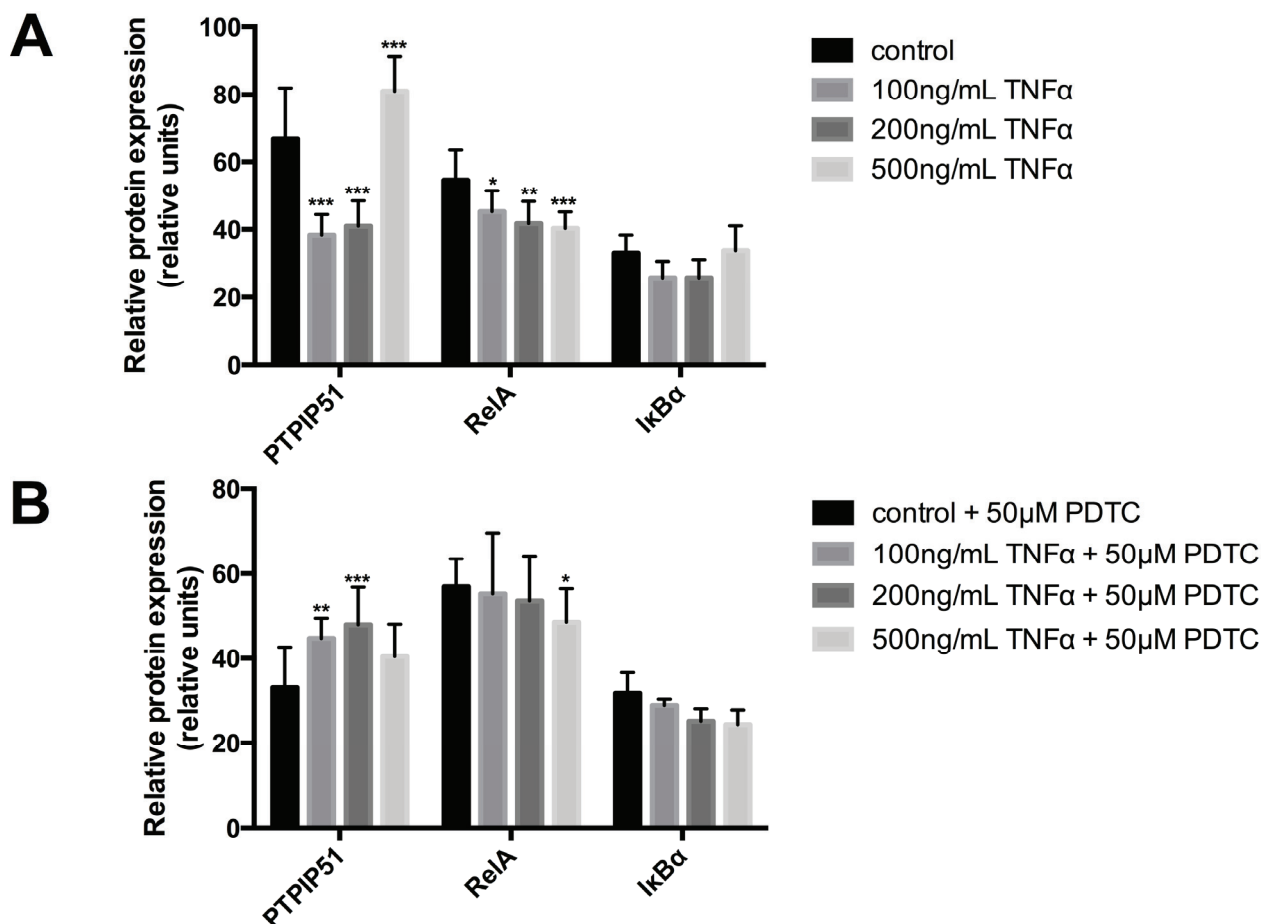 A
Relative protein expression
(relative units)
100
80
60
40
20
0
***
***
***
*
**
***
PTPIP51
RelA
IκBα
control
100ng/mL TNFα
200ng/mL TNFα
500ng/mL TNFα
B
Relative protein expression
(relative units)
80
60
40
20
0
**
***
*
PTPIP51
RelA
IκBα
control + 50µM PDTC
100ng/mL TNFα + 50µM PDTC
200ng/mL TNFα + 50µM PDTC
500ng/mL TNFα + 50µM PDTC